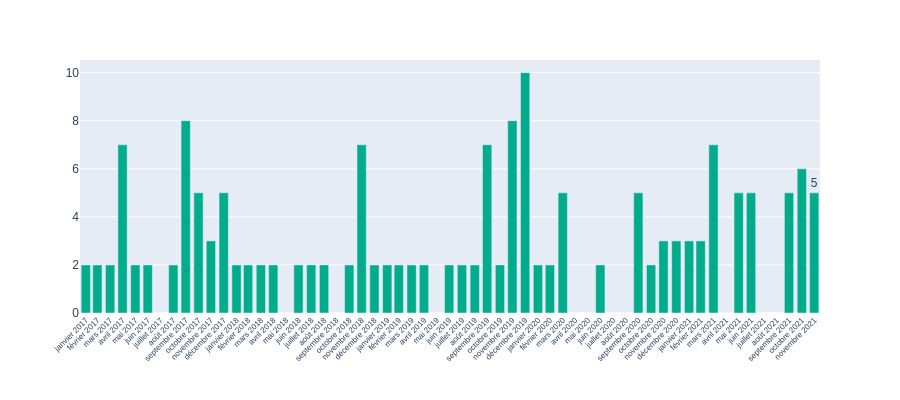 10
8
6
4
2
0
5
janvier 2017
février 2017
mars 2017
avril 2017
mai 2017
juin 2017
juillet 2017
août 2017
septembre 2017
octobre 2017
novembre 2017
décembre 2017
janvier 2018
février 2018
mars 2018
avril 2018
mai 2018
juin 2018
juillet 2018
août 2018
septembre 2018
octobre 2018
novembre 2018
décembre 2018
janvier 2019
février 2019
mars 2019
avril 2019
mai 2019
juin 2019
juillet 2019
août 2019
septembre 2019
octobre 2019
novembre 2019
décembre 2019
janvier 2020
février 2020
mars 2020
avril 2020
mai 2020
juin 2020
juillet 2020
août 2020
septembre 2020
octobre 2020
novembre 2020
décembre 2020
janvier 2021
février 2021
mars 2021
avril 2021
mai 2021
juin 2021
juillet 2021
août 2021
septembre 2021
octobre 2021
novembre 2021